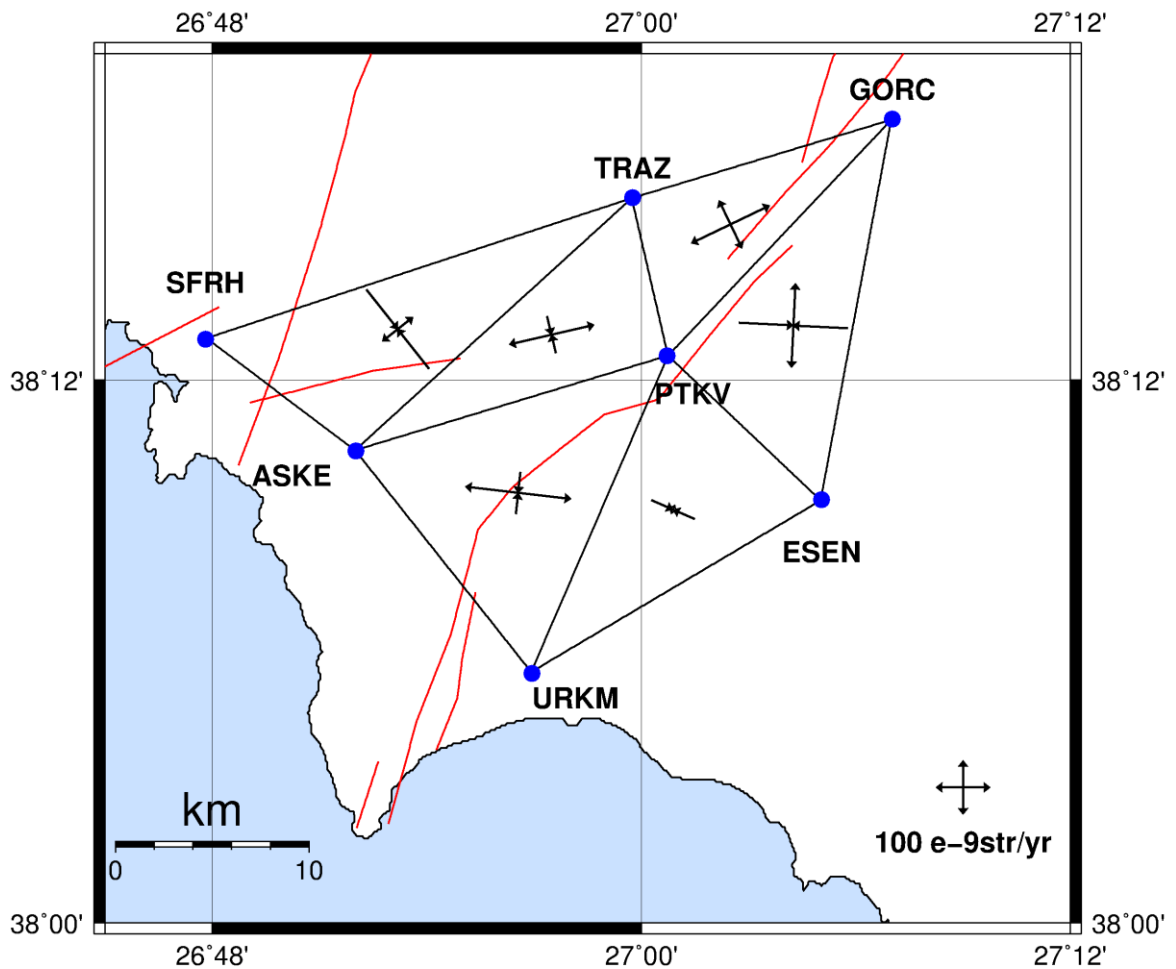 26˚48' 27˚00' 27˚12'
GORC
TRAZ
SFRH
38˚12' 38˚12'
PTKV
ASKE
ESEN
URKM
km
0 10
100 e−9str/yr
38˚00' 38˚00'
26˚48' 27˚00' 27˚12'